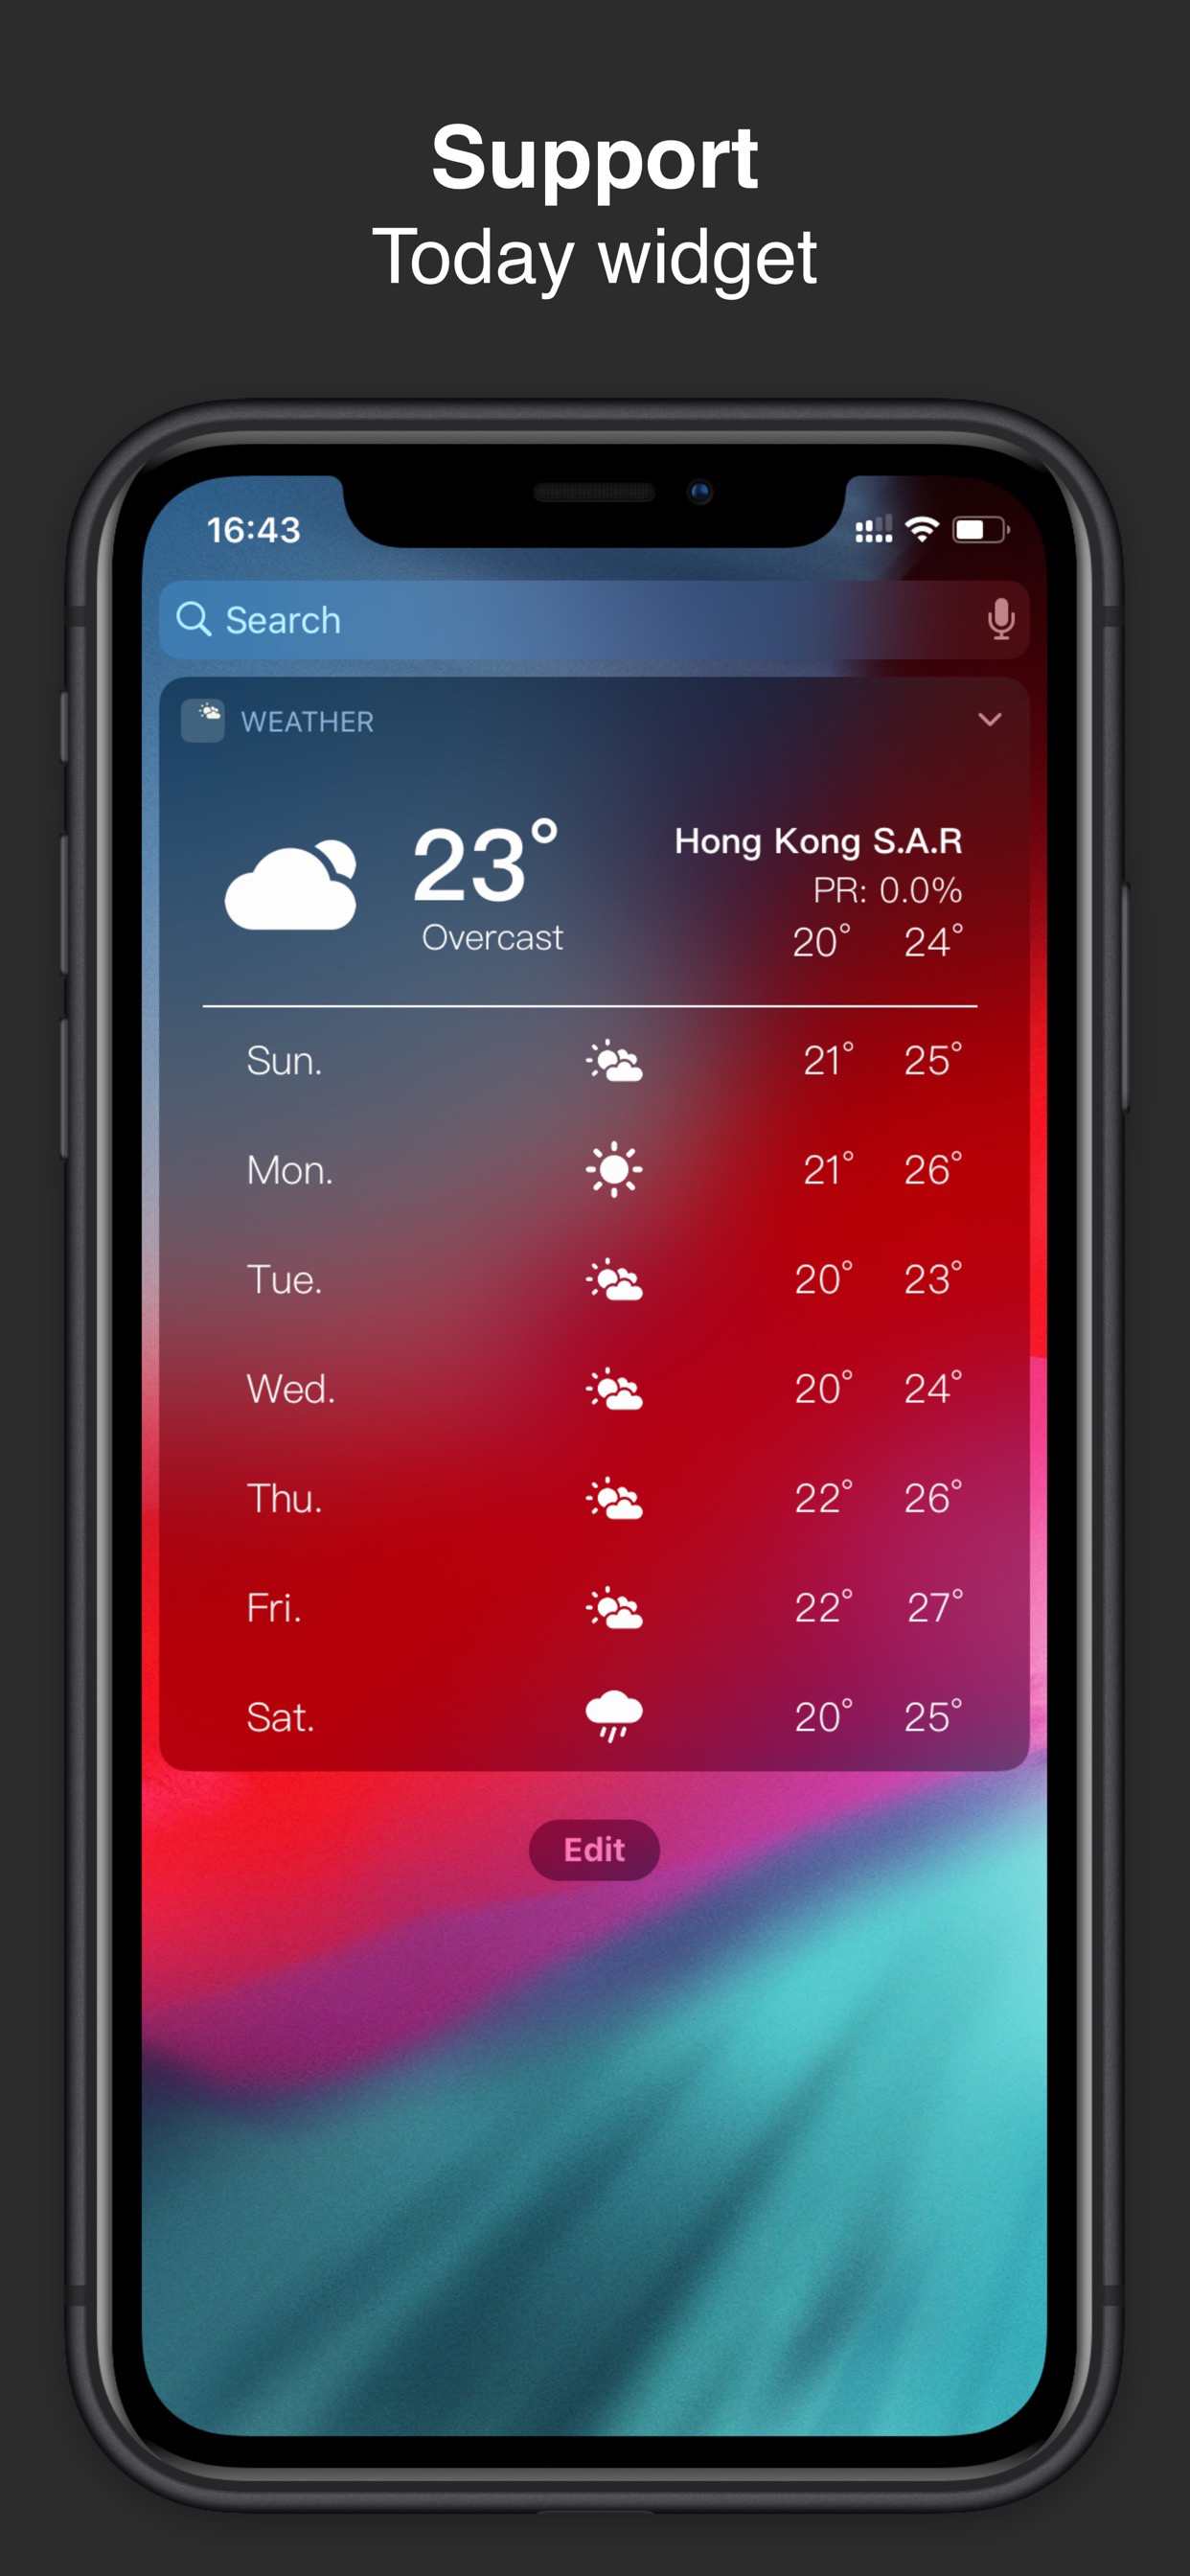 Support
Today widget
16:43
Search
WEATHER
23°
Overcast
Hong Kong S.A.R
PR: 0.0%
20° 24°
Sun. 21° 25°
Mon. 21° 26°
Tue. 20° 23°
Wed. 20° 24°
Thu. 22° 26°
Fri. 22° 27°
Sat. 20° 25°
Edit